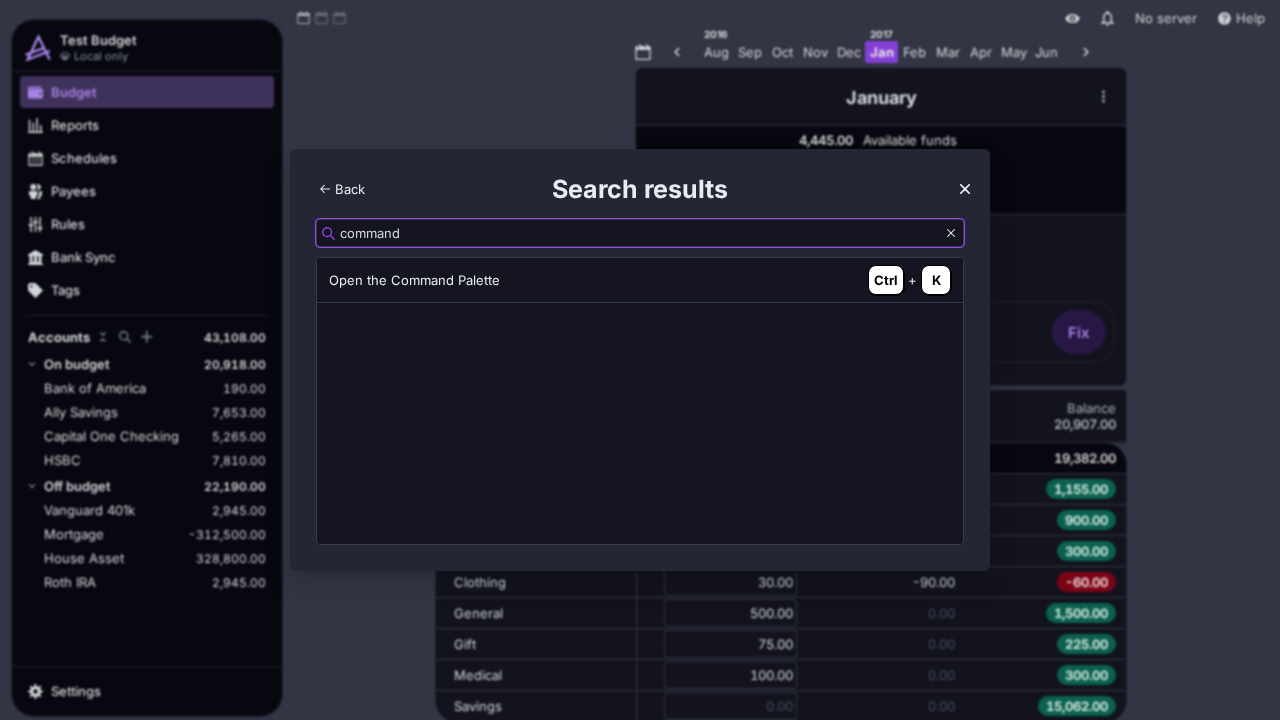 Test Budget
Local only
No server
Help
Budget
Reports
Schedules
Payees
Rules
Bank Sync
Tags
Accounts 43,108.00
On budget 20,918.00
Bank of America 190.00
Ally Savings 7,653.00
Capital One Checking 5,265.00
HSBC 7,810.00
Off budget 22,190.00
Vanguard 401k 2,945.00
Mortgage -312,500.00
House Asset 328,800.00
Roth IRA 2,945.00
Settings
2016 2017
Aug Sep Oct Nov Dec Jan Feb Mar Apr May Jun
January
4,445.00 Available funds
← Back
Search results
command
Open the Command Palette Ctrl + K
Fix
Balance
20,907.00
19,382.00
1,155.00
900.00
300.00
Clothing 30.00 -90.00 -60.00
General 500.00 0.00 1,500.00
Gift 75.00 0.00 225.00
Medical 100.00 0.00 300.00
Savings 0.00 0.00 15,062.00